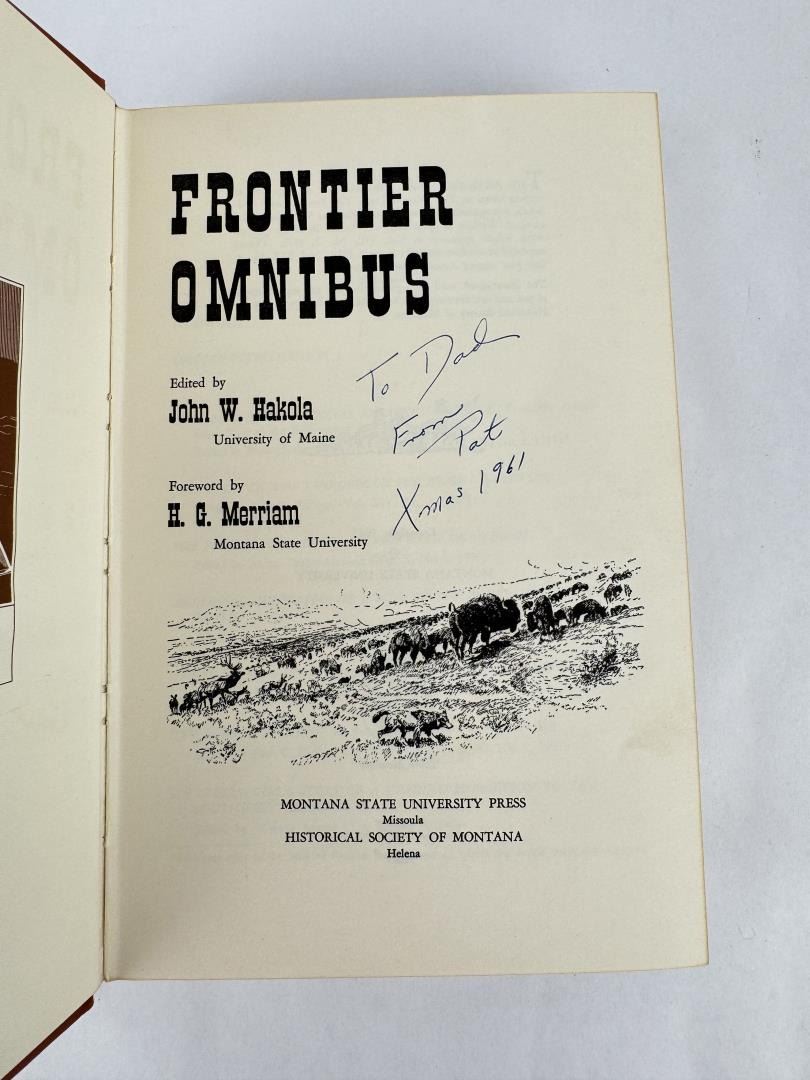 FRONTIER
OMNIBUS
To Dad
Edited by
John W. Hakola
University of Maine
From
Pat
Xmas 1961
Foreword by
H. G. Merriam
Montana State University
MONTANA STATE UNIVERSITY PRESS
Missoula
HISTORICAL SOCIETY OF MONTANA
Helena